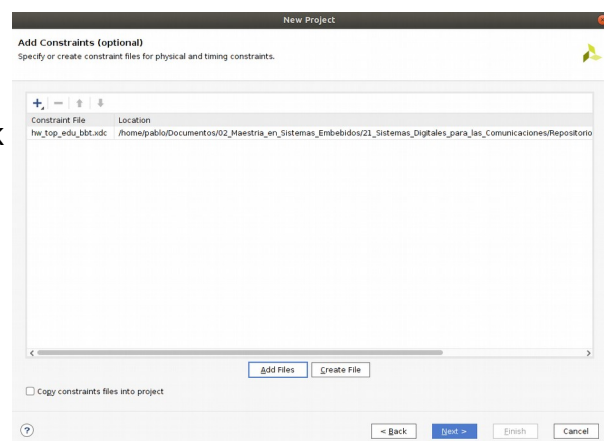 New Project
Add Constraints (optional)
Specify or create constraint files for physical and timing constraints.
Constraint File Location
hw_top_edu_bbt.xdc /home/pablo/Documentos/02_Maestria_en_Sistemas_Embebidos/21_Sistemas_Digitales_para_las_Comunicaciones/Repositorio
Add Files Create File
Copy constraints files into project
? < Back Next > Finish Cancel